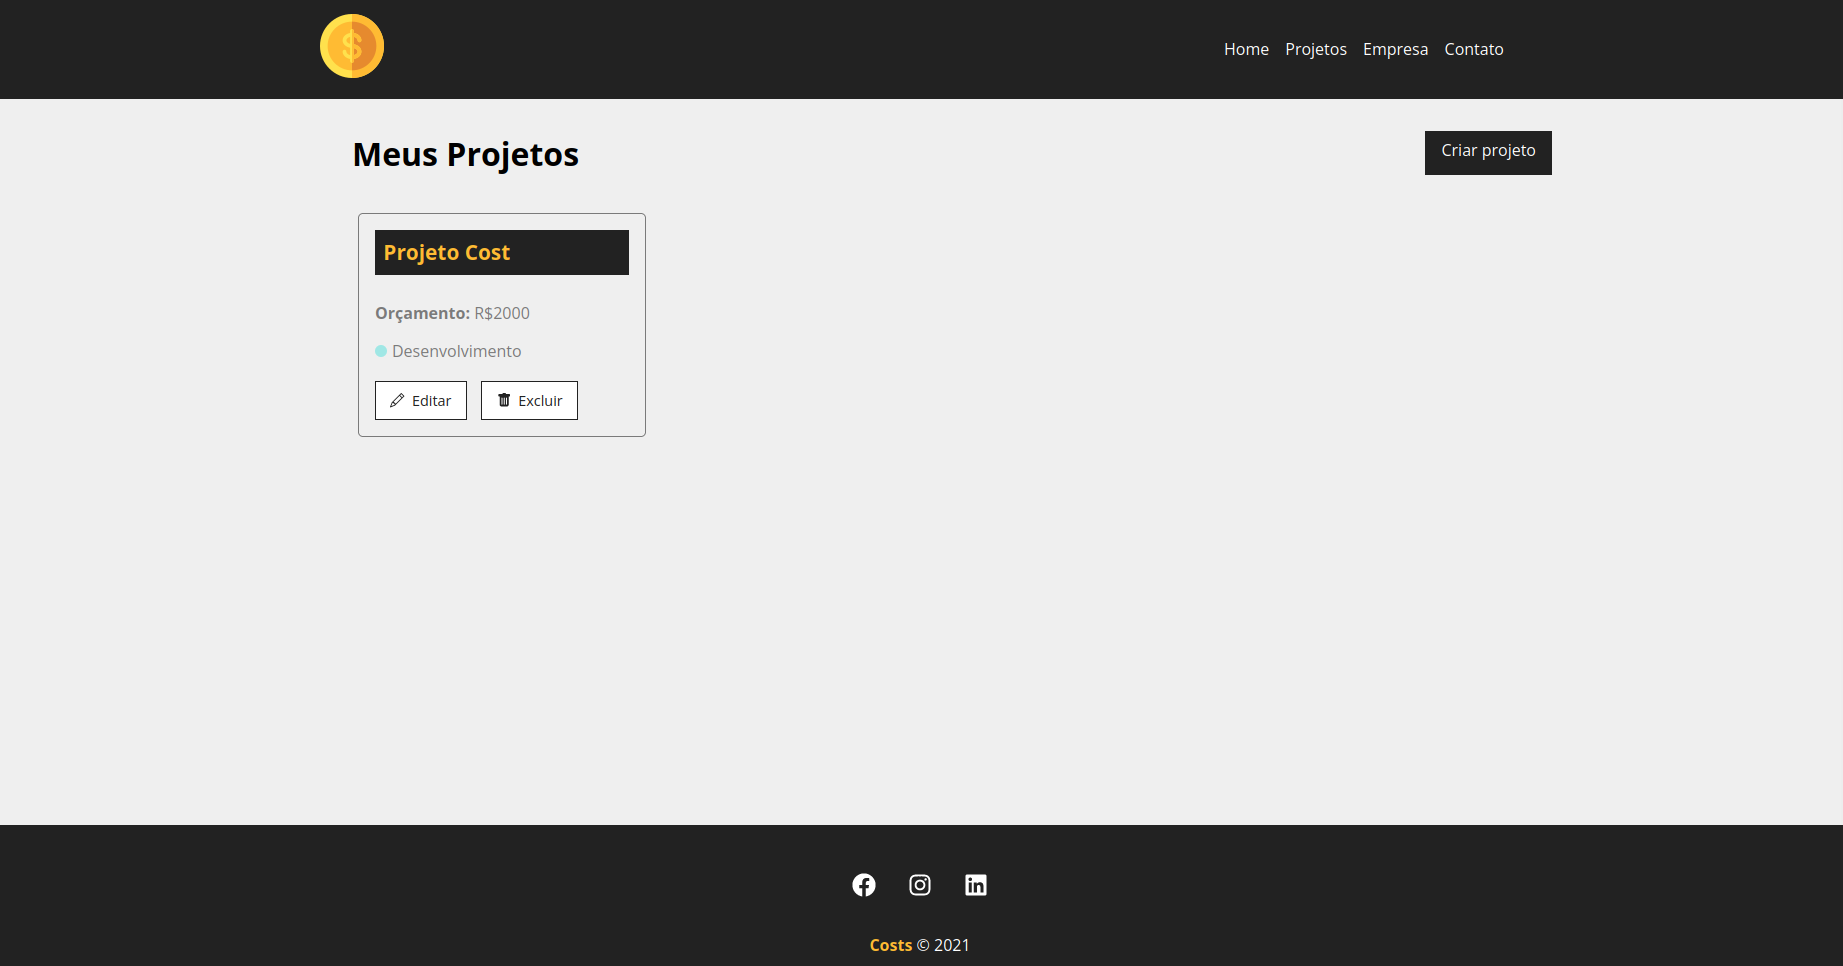 $
Home Projetos Empresa Contato
Meus Projetos
Criar projeto
Projeto Cost
Orçamento: R$2000
Desenvolvimento
Editar Excluir
Costs © 2021